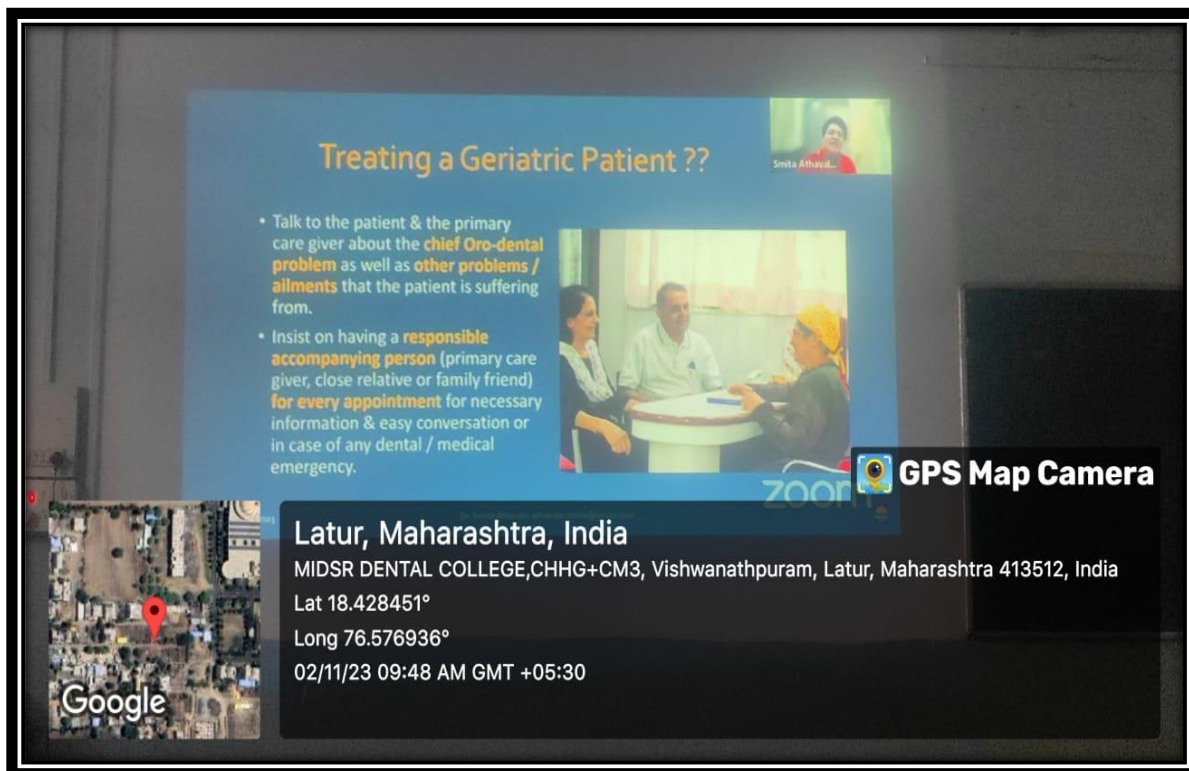 Treating a Geriatric Patient ??
Smita Athaval...
• Talk to the patient & the primary
care giver about the chief Oro-dental
problem as well as other problems /
ailments that the patient is suffering
from.
• Insist on having a responsible
accompanying person (primary care
giver, close relative or family friend)
for every appointment for necessary
information & easy conversation or
in case of any dental / medical
emergency.
zoom
GPS Map Camera
Latur, Maharashtra, India
MIDSR DENTAL COLLEGE,CHHG+CM3, Vishwanathpuram, Latur, Maharashtra 413512, India
Lat 18.428451°
Long 76.576936°
02/11/23 09:48 AM GMT +05:30
Google